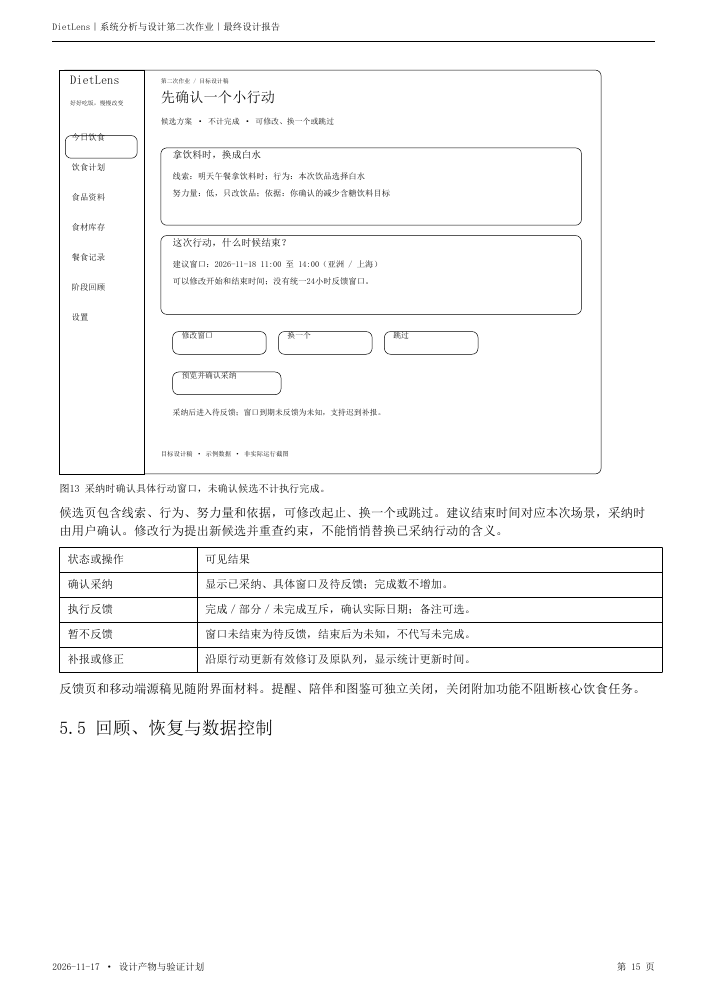 DietLens | 系统分析与设计第二次作业 | 最终设计报告
DietLens
好好吃饭，慢慢改变
今日饮食
饮食计划
食品资料
食材库存
餐食记录
阶段回顾
设置
第二次作业 / 目标设计稿
先确认一个小行动
候选方案 • 不计完成 • 可修改、换一个或跳过
拿饮料时，换成白水
线索：明天午餐拿饮料时；行为：本次饮品选择白水
努力量：低，只改饮品；依据：你确认的减少含糖饮料目标
这次行动，什么时候结束？
建议窗口：2026-11-18 11:00 至 14:00（亚洲 / 上海）
可以修改开始和结束时间；没有统一24小时反馈窗口。
修改窗口
换一个
跳过
预览并确认采纳
采纳后进入待反馈；窗口到期未反馈为未知，支持迟到补报。
目标设计稿 • 示例数据 • 非实际运行截图
图13 采纳时确认具体行动窗口，未确认候选不计执行完成。
候选页包含线索、行为、努力量和依据，可修改起止、换一个或跳过。建议结束时间对应本次场景，采纳时
由用户确认。修改行为提出新候选并重查约束，不能悄悄替换已采纳行动的含义。
状态或操作 可见结果
确认采纳 显示已采纳、具体窗口及待反馈；完成数不增加。
执行反馈 完成 / 部分 / 未完成互斥，确认实际日期；备注可选。
暂不反馈 窗口未结束为待反馈，结束后为未知，不代写未完成。
补报或修正 沿原行动更新有效修订及原队列，显示统计更新时间。
反馈页和移动端源稿见随附界面材料。提醒、陪伴和图鉴可独立关闭，关闭附加功能不阻断核心饮食任务。
5.5 回顾、恢复与数据控制
2026-11-17 • 设计产物与验证计划
第 15 页